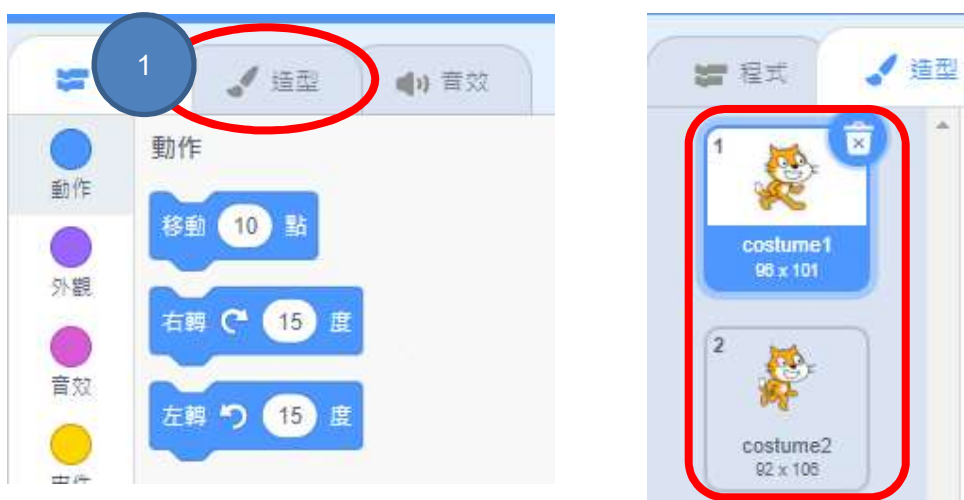 1
造型
音效
動作
動作
移動 10 點
外觀
右轉 15 度
音效
左轉 15 度
程式
造型
1
costume1
96 x 101
2
costume2
92 x 106